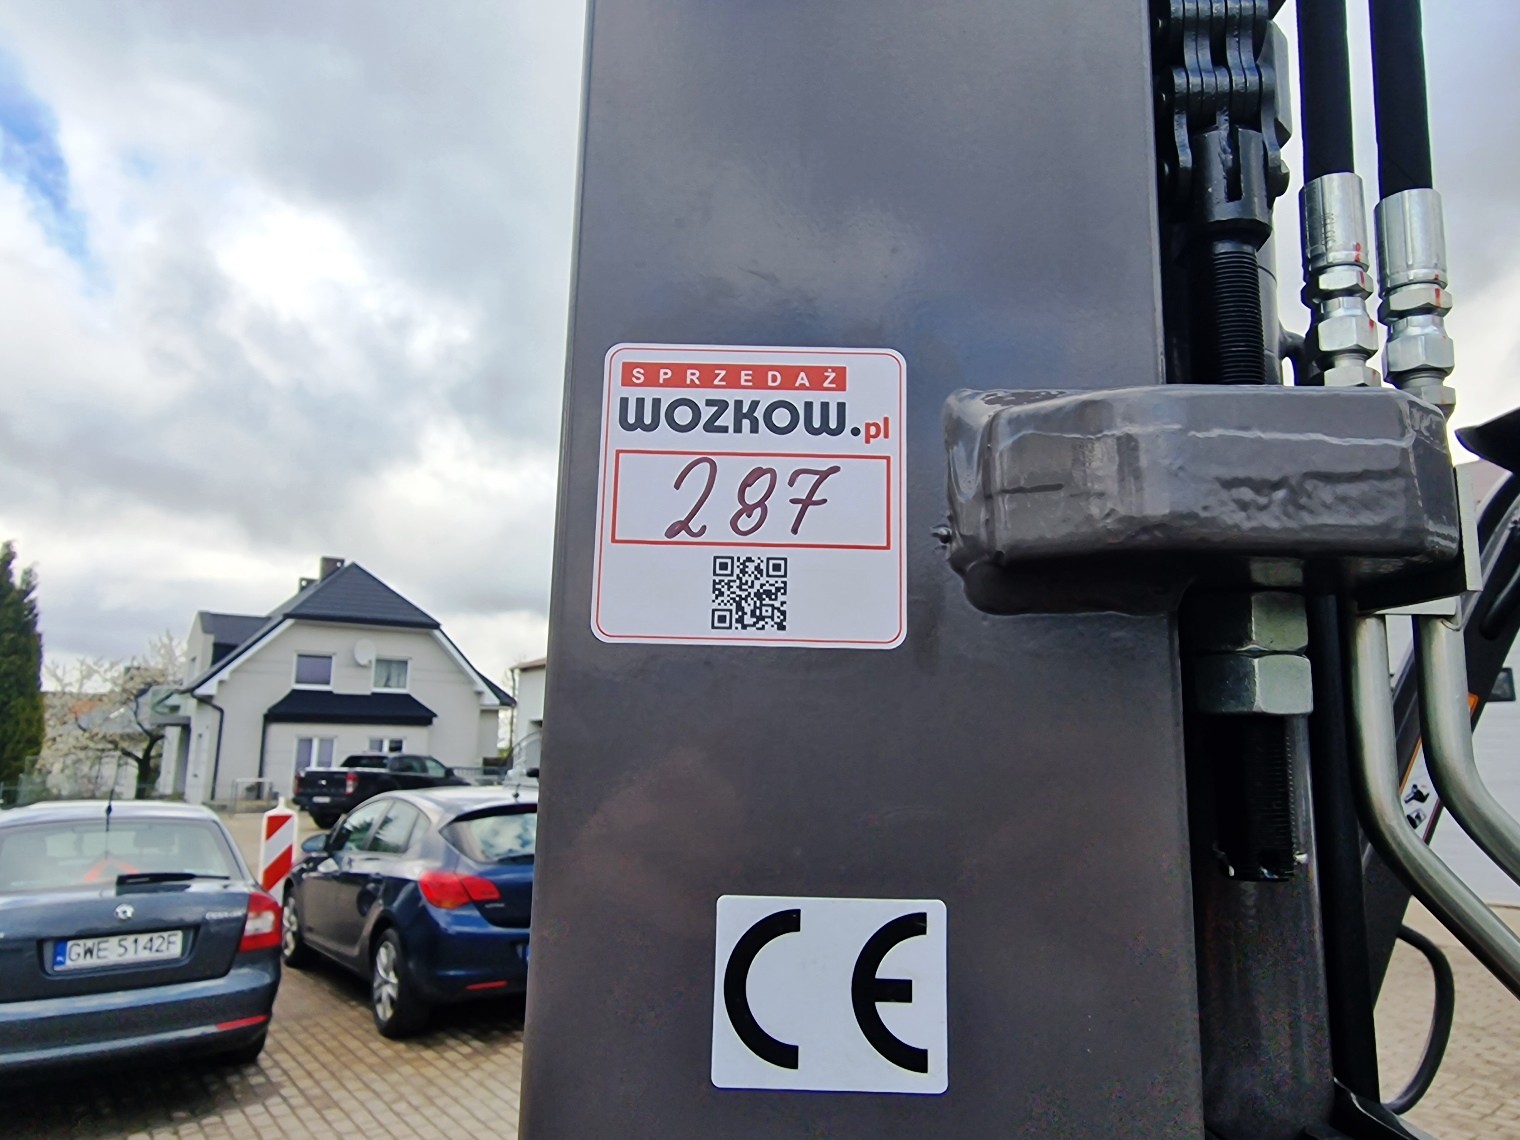 SPRZEDAŻ
WOZKOW.pl
287
CE
GWE 5142F